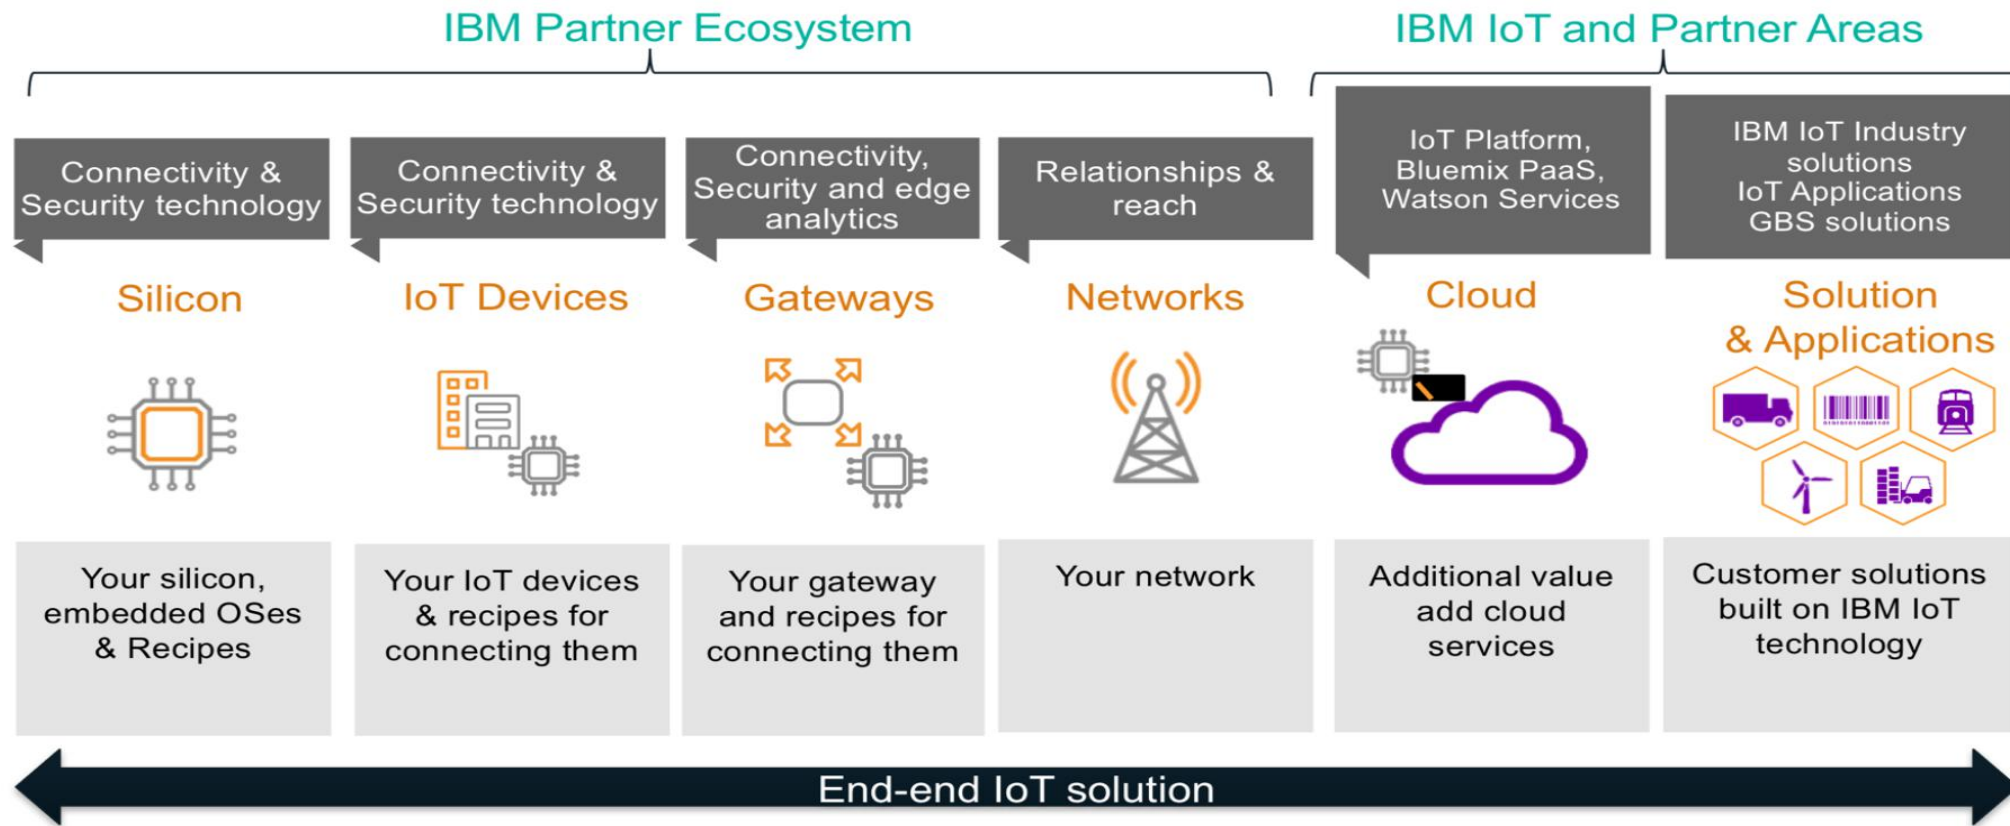 IBM Partner Ecosystem
IBM IoT and Partner Areas
Connectivity &
Security technology
Connectivity &
Security technology
Connectivity,
Security and edge
analytics
Relationships &
reach
IoT Platform,
Bluemix PaaS,
Watson Services
IBM IoT Industry
solutions
IoT Applications
GBS solutions
Silicon
IoT Devices
Gateways
Networks
Cloud
Solution
& Applications
Your silicon,
embedded OSes
& Recipes
Your IoT devices
& recipes for
connecting them
Your gateway
and recipes for
connecting them
Your network
Additional value
add cloud
services
Customer solutions
built on IBM IoT
technology
End-end IoT solution